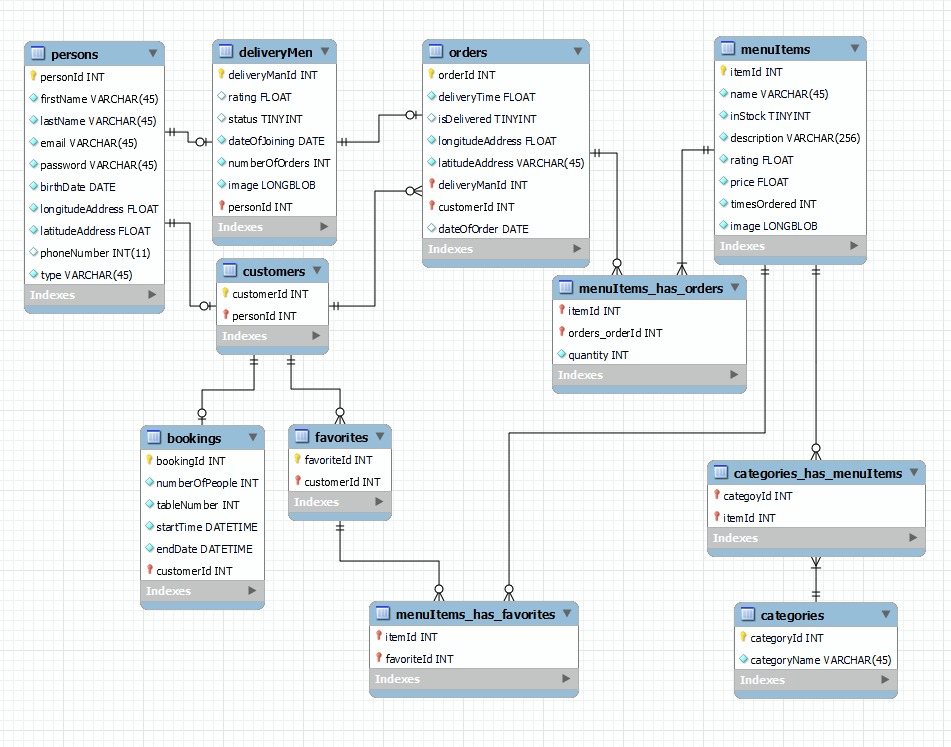 persons
personId INT
firstName VARCHAR(45)
lastName VARCHAR(45)
email VARCHAR(45)
password VARCHAR(45)
birthDate DATE
longitudeAddress FLOAT
latitudeAddress FLOAT
phoneNumber INT(11)
type VARCHAR(45)
Indexes
deliveryMen
deliveryManId INT
rating FLOAT
status TINYINT
dateOfJoining DATE
numberOfOrders INT
image LONGBLOB
personId INT
Indexes
orders
orderId INT
deliveryTime FLOAT
isDelivered TINYINT
longitudeAddress FLOAT
latitudeAddress VARCHAR(45)
deliveryManId INT
customerId INT
dateOfOrder DATE
Indexes
menuItems
itemId INT
name VARCHAR(45)
inStock TINYINT
description VARCHAR(256)
rating FLOAT
price FLOAT
timesOrdered INT
image LONGBLOB
Indexes
customers
customerId INT
personId INT
Indexes
menuItems_has_orders
itemId INT
orders_orderId INT
quantity INT
Indexes
bookings
bookingId INT
numberOfPeople INT
tableNumber INT
startTime DATETIME
endDate DATETIME
customerId INT
Indexes
favorites
favoriteId INT
customerId INT
Indexes
categories_has_menuItems
categoyId INT
itemId INT
Indexes
menuItems_has_favorites
itemId INT
favoriteId INT
Indexes
categories
categoryId INT
categoryName VARCHAR(45)
Indexes